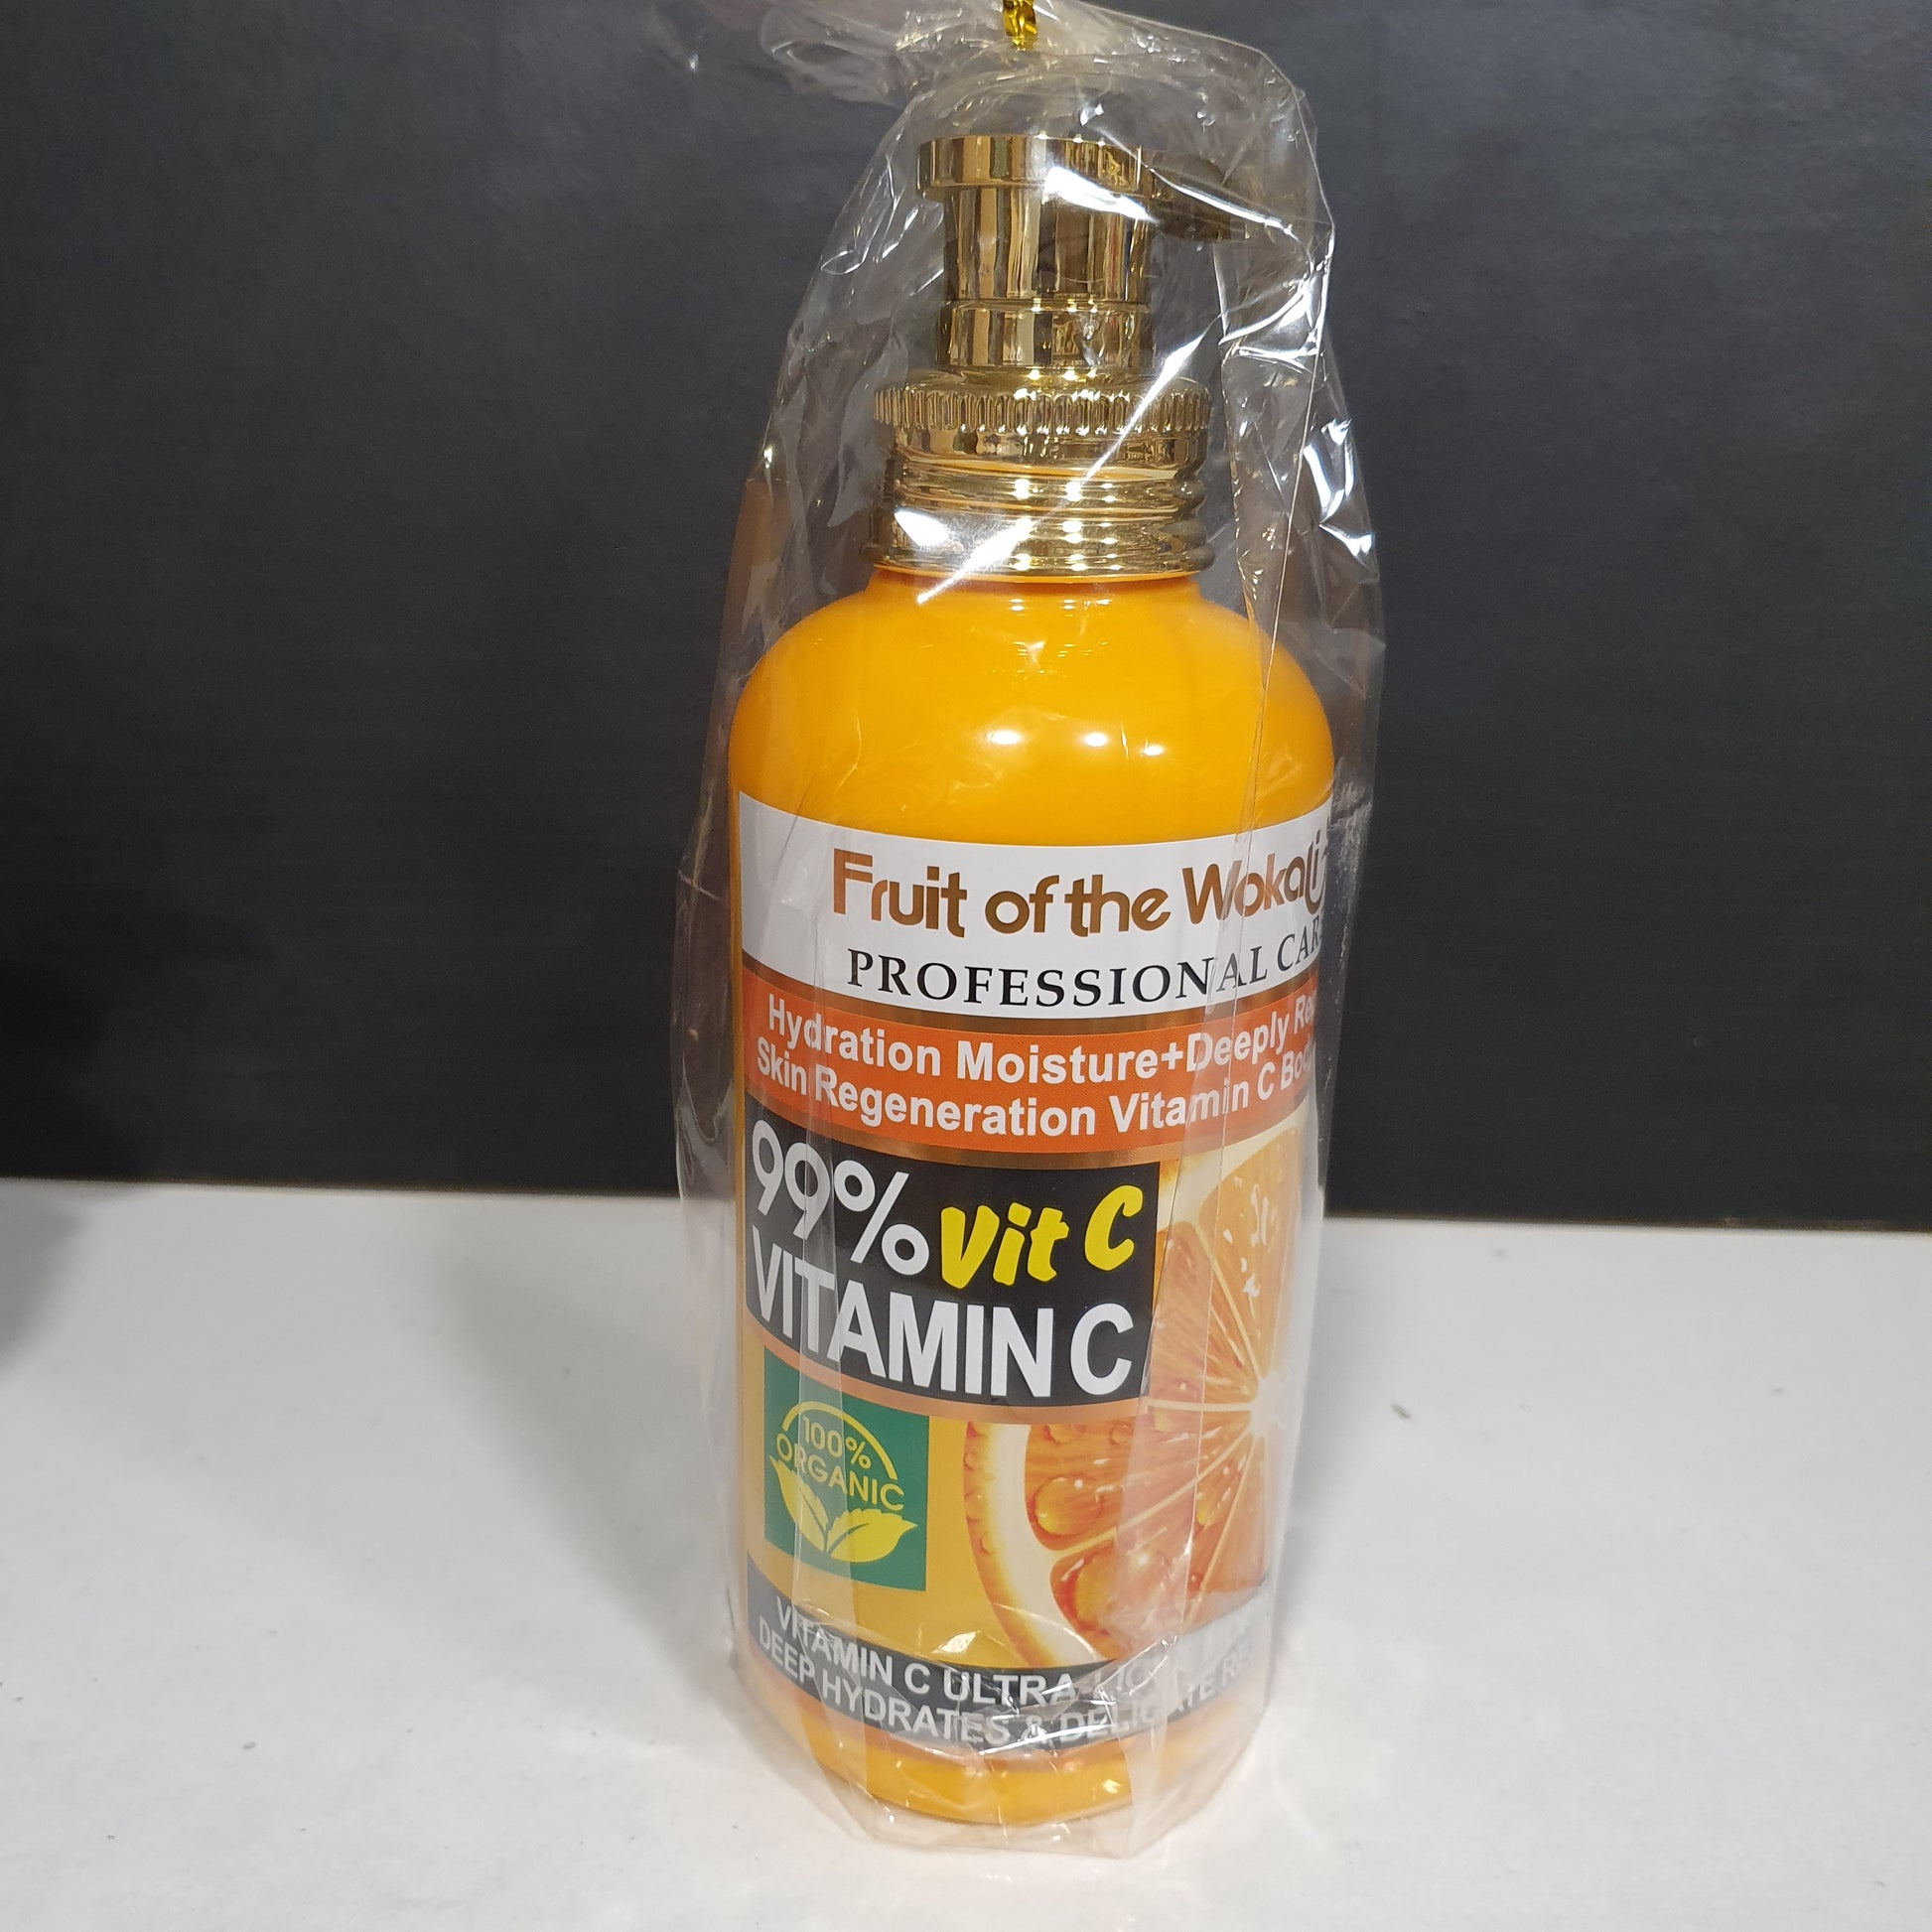 Fruit of the Wokali
PROFESSIONAL
Hydration Moisture+Deeply
Skin Regeneration Vitamin C
99% Vit C
VITAMIN C
100%
ORGANIC
VITAMIN C ULTRA
DEEP HYDRATES & DELICATE